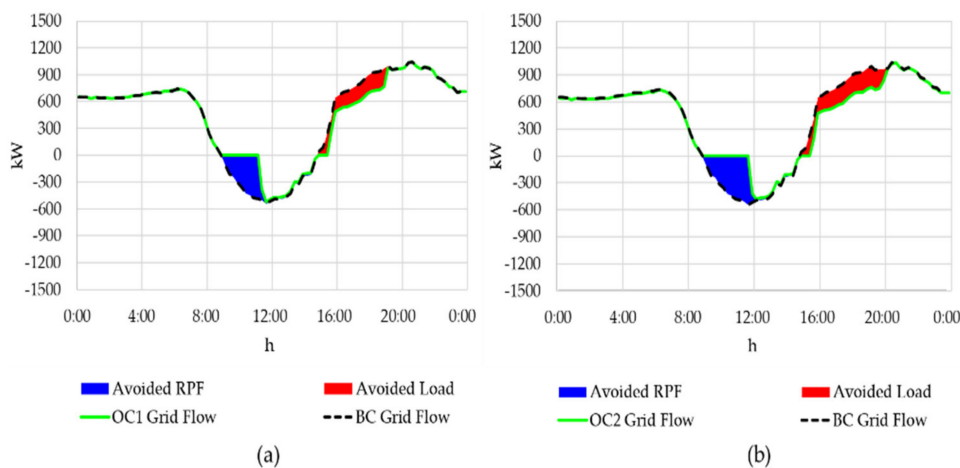 (a)
(b)
1500
1200
900
600
300
0
-300
-600
-900
-1200
-1500
kW
0:00 4:00 8:00 12:00 16:00 20:00 0:00
h
Avoided RPF Avoided Load
OC1 Grid Flow BC Grid Flow
(a)
1500
1200
900
600
300
0
-300
-600
-900
-1200
-1500
kW
0:00 4:00 8:00 12:00 16:00 20:00 0:00
h
Avoided RPF Avoided Load
OC2 Grid Flow BC Grid Flow
(b)